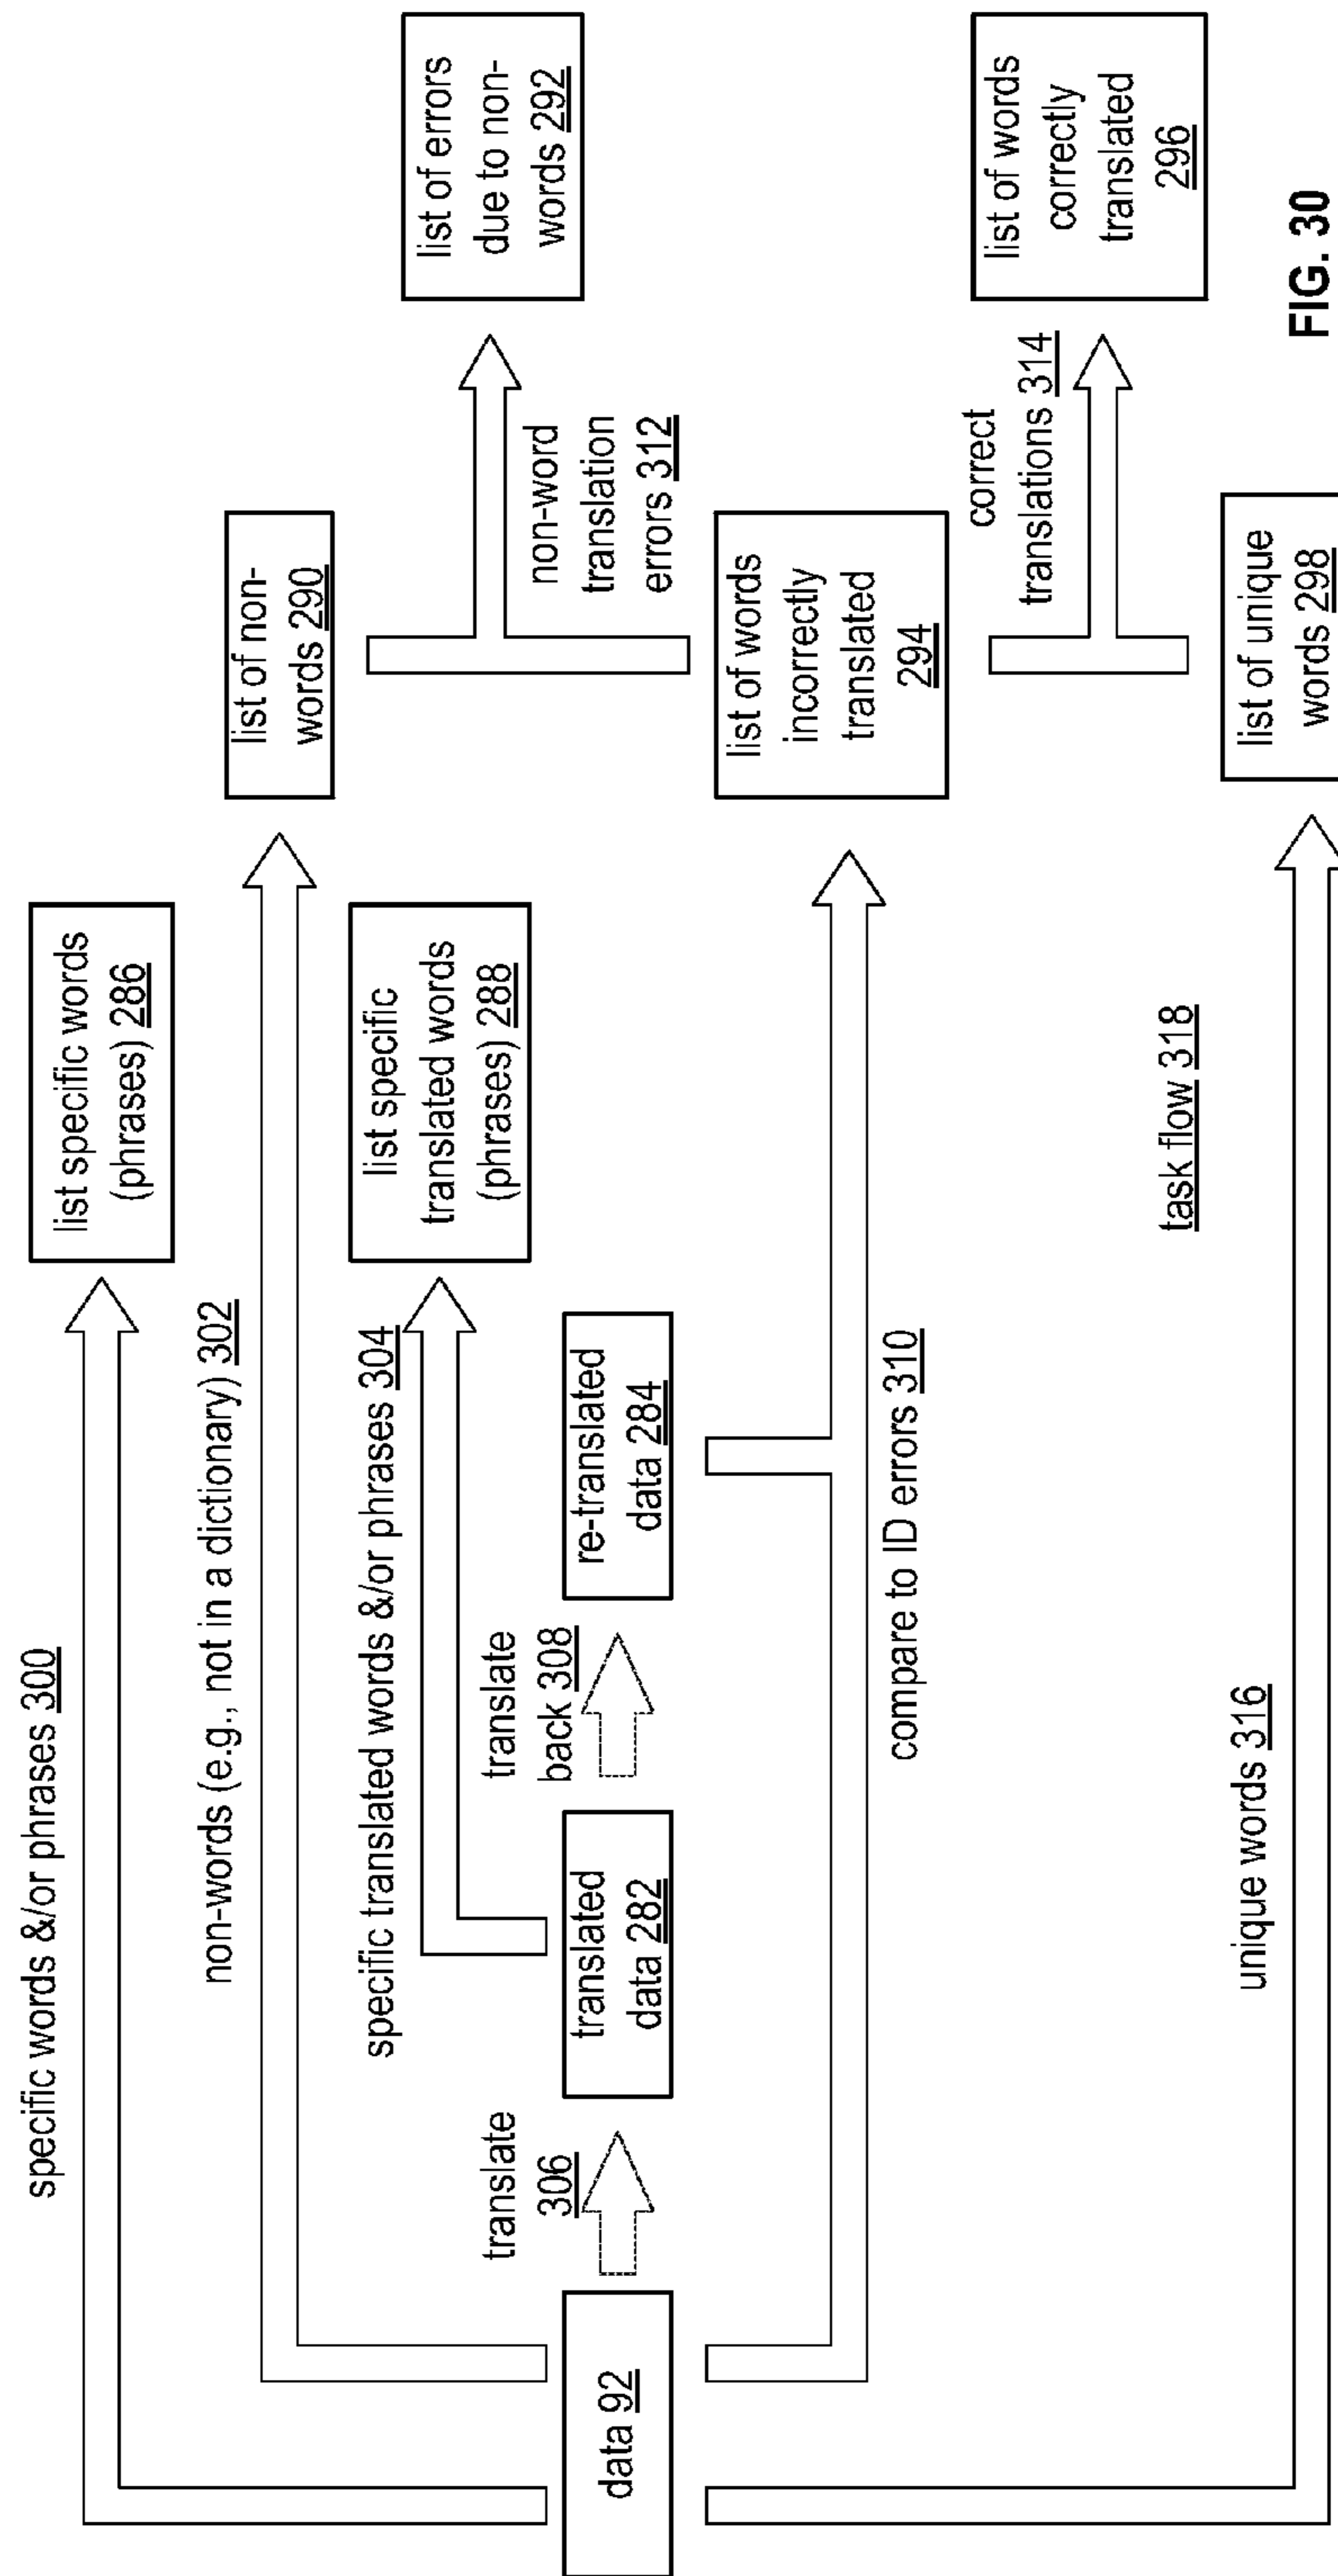 specific words &/or phrases 300
list specific words
(phrases) 286
non-words (e.g., not in a dictionary) 302
list of non-
words 290
specific translated words &/or phrases 304
list specific
translated words
(phrases) 288
list of errors
due to non-
words 292
non-word
translation
errors 312
data 92
translate
306
translated
data 282
translate
back 308
re-translated
data 284
compare to ID errors 310
list of words
incorrectly
translated
294
correct
translations 314
list of words
correctly
translated
296
task flow 318
unique words 316
list of unique
words 298
FIG. 30